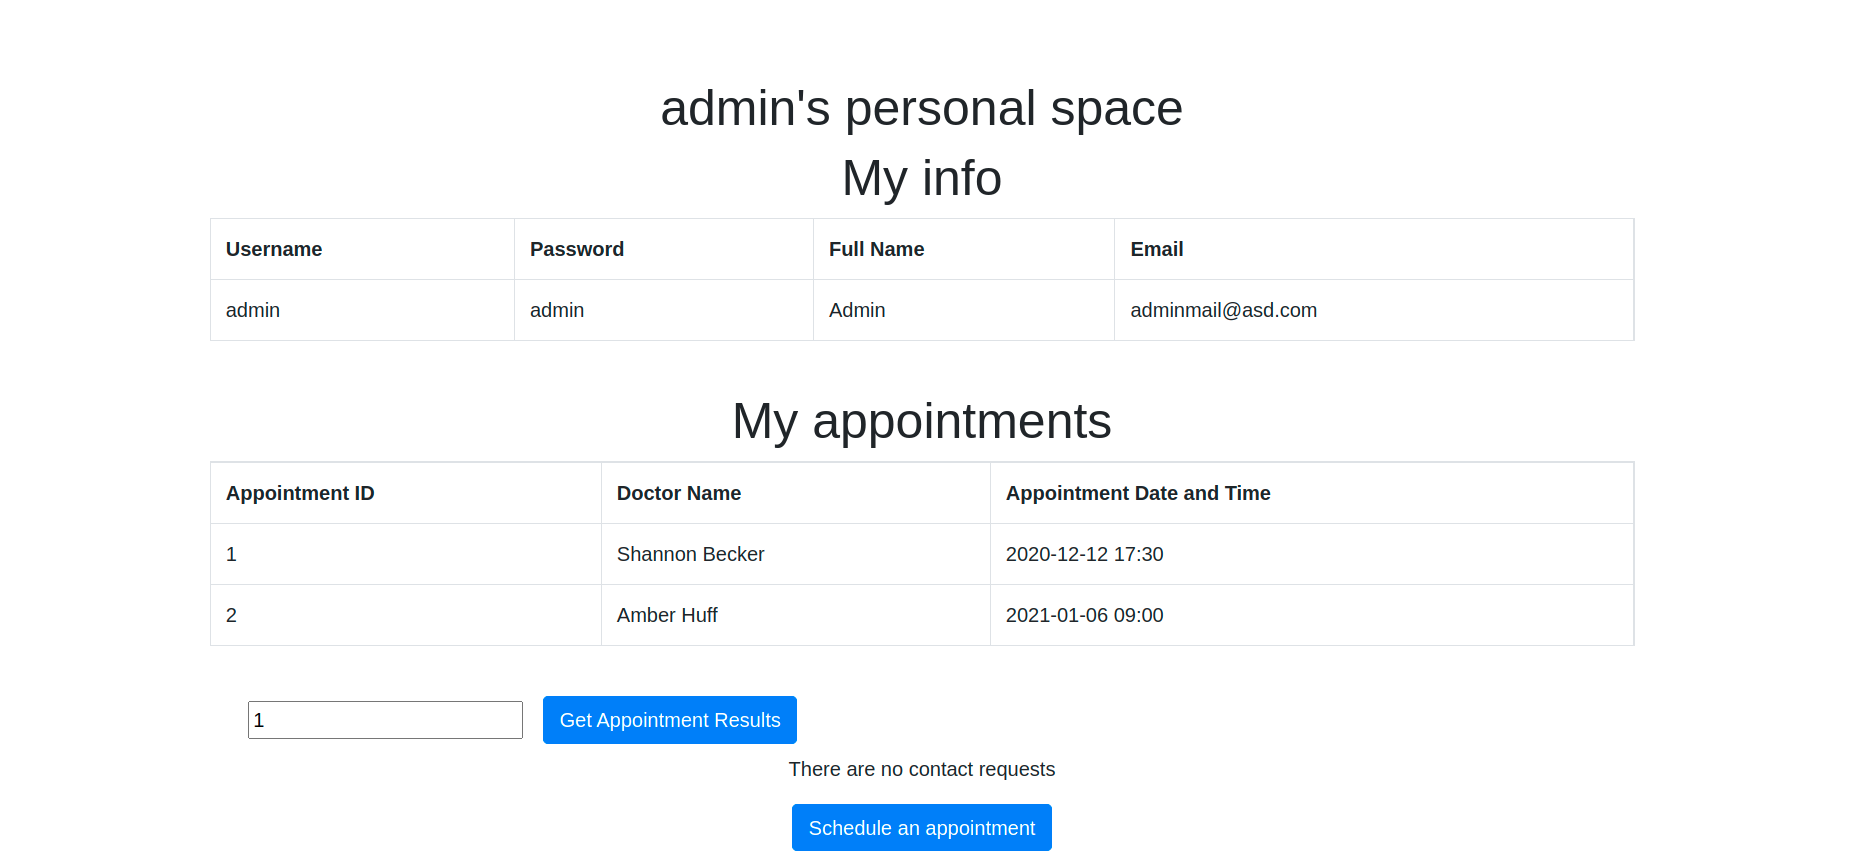 admin's personal space
My info
Username Password Full Name Email
admin admin Admin adminmail@asd.com
My appointments
Appointment ID Doctor Name Appointment Date and Time
1 Shannon Becker 2020-12-12 17:30
2 Amber Huff 2021-01-06 09:00
1 Get Appointment Results
There are no contact requests
Schedule an appointment